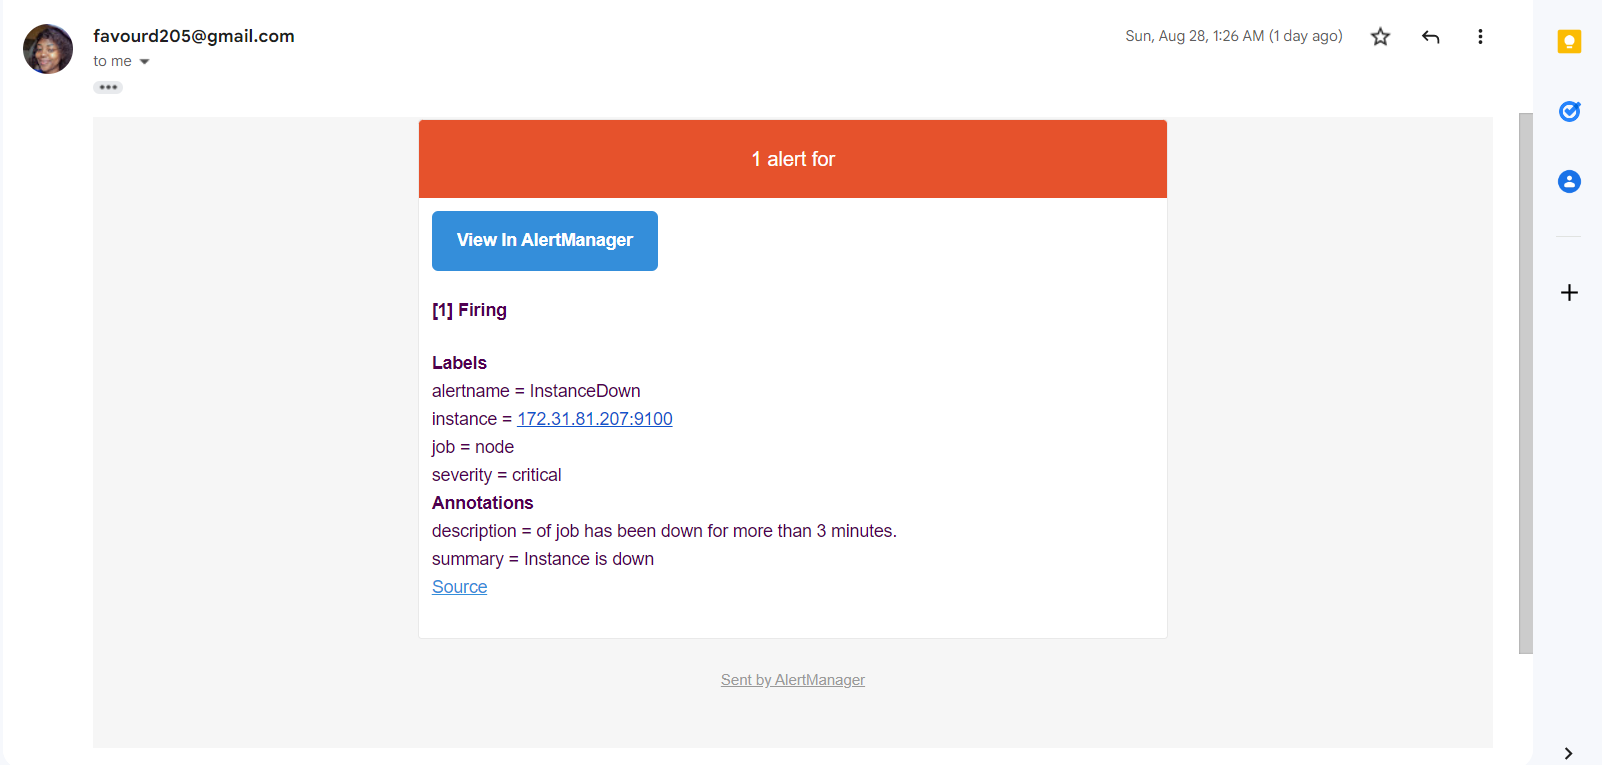 favourd205@gmail.com
Sun, Aug 28, 1:26 AM (1 day ago)
to me
1 alert for
View In AlertManager
[1] Firing
Labels
alertname = InstanceDown
instance = 172.31.81.207:9100
job = node
severity = critical
Annotations
description = of job has been down for more than 3 minutes.
summary = Instance is down
Source
Sent by AlertManager